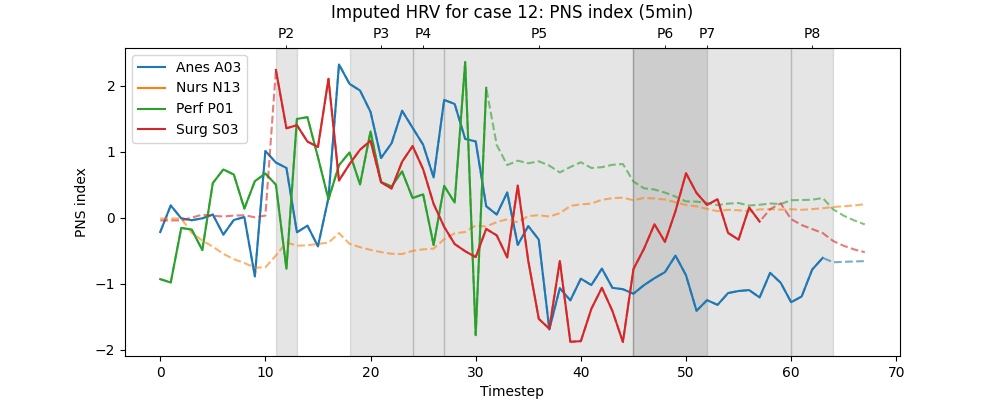 Imputed HRV for case 12: PNS index (5min)
P2 P3 P4 P5 P6 P7 P8
Anes A03
Nurs N13
Perf P01
Surg S03
PNS index
2
1
0
−1
−2
0 10 20 30 40 50 60 70
Timestep